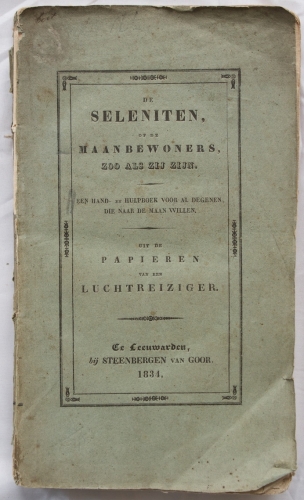 DE
SELENITEN,
OF DE
MAANBEWONERS,
ZOO ALS ZIJ ZIJN.
EEN HAND- EN HULPBOEK VOOR AL DEGENEN,
DIE NAAR DE MAAN WILLEN.
UIT DE
PAPIEREN
VAN EEN
LUCHTREIZIGER.
Te Leeuwarden,
bij STEENBERGEN VAN GOOR.
1834.